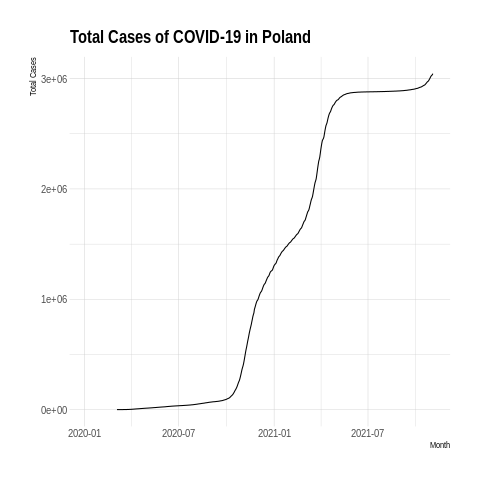 Total Cases of COVID-19 in Poland
Total Cases
3e+06
2e+06
1e+06
0e+00
2020-01 2020-07 2021-01 2021-07
Month